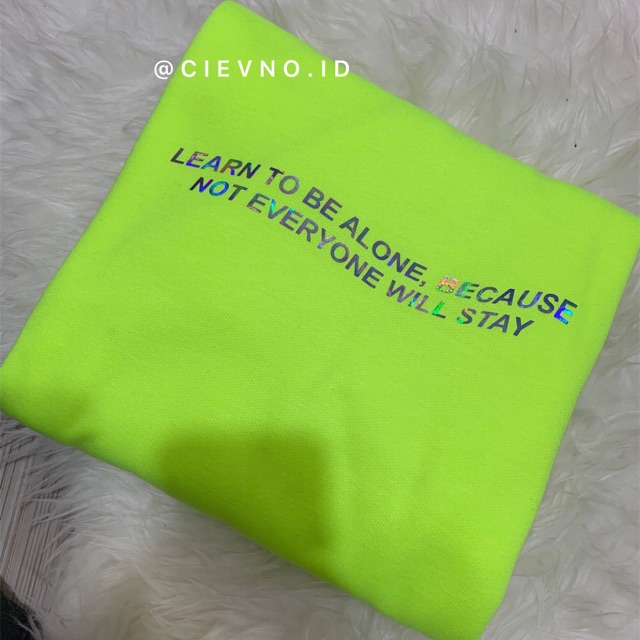 @CIEVNO.ID
LEARN TO BE ALONE, BECAUSE
NOT EVERYONE WILL STAY